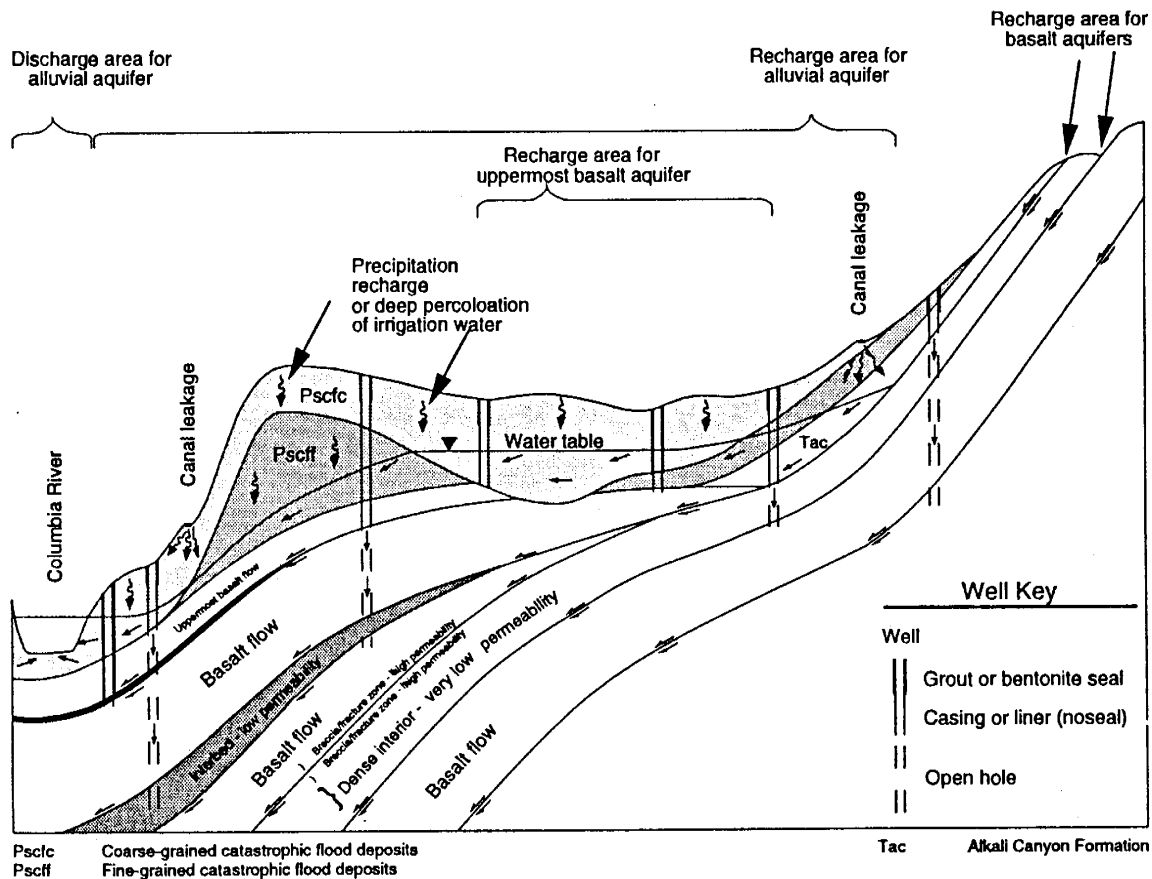 Recharge area for
basalt aquifers
Discharge area for
alluvial aquifer
Recharge area for
alluvial aquifer
Recharge area for
uppermost basalt aquifer
Canal leakage
Precipitation
recharge
or deep percoloation
of irrigation water
Canal leakage
Columbia River
Pscfc
Pscff
Water table
Tac
Uppermost basalt flow
Basalt flow
Interbed - low permeability
Basalt flow
Breccia/fracture zone - high permeability
Breccia/fracture zone - high permeability
Dense interior - very low permeability
Basalt flow
Well Key
Well
Grout or bentonite seal
Casing or liner (noseal)
Open hole
Pscfc Coarse-grained catastrophic flood deposits
Pscff Fine-grained catastrophic flood deposits
Tac Alkali Canyon Formation